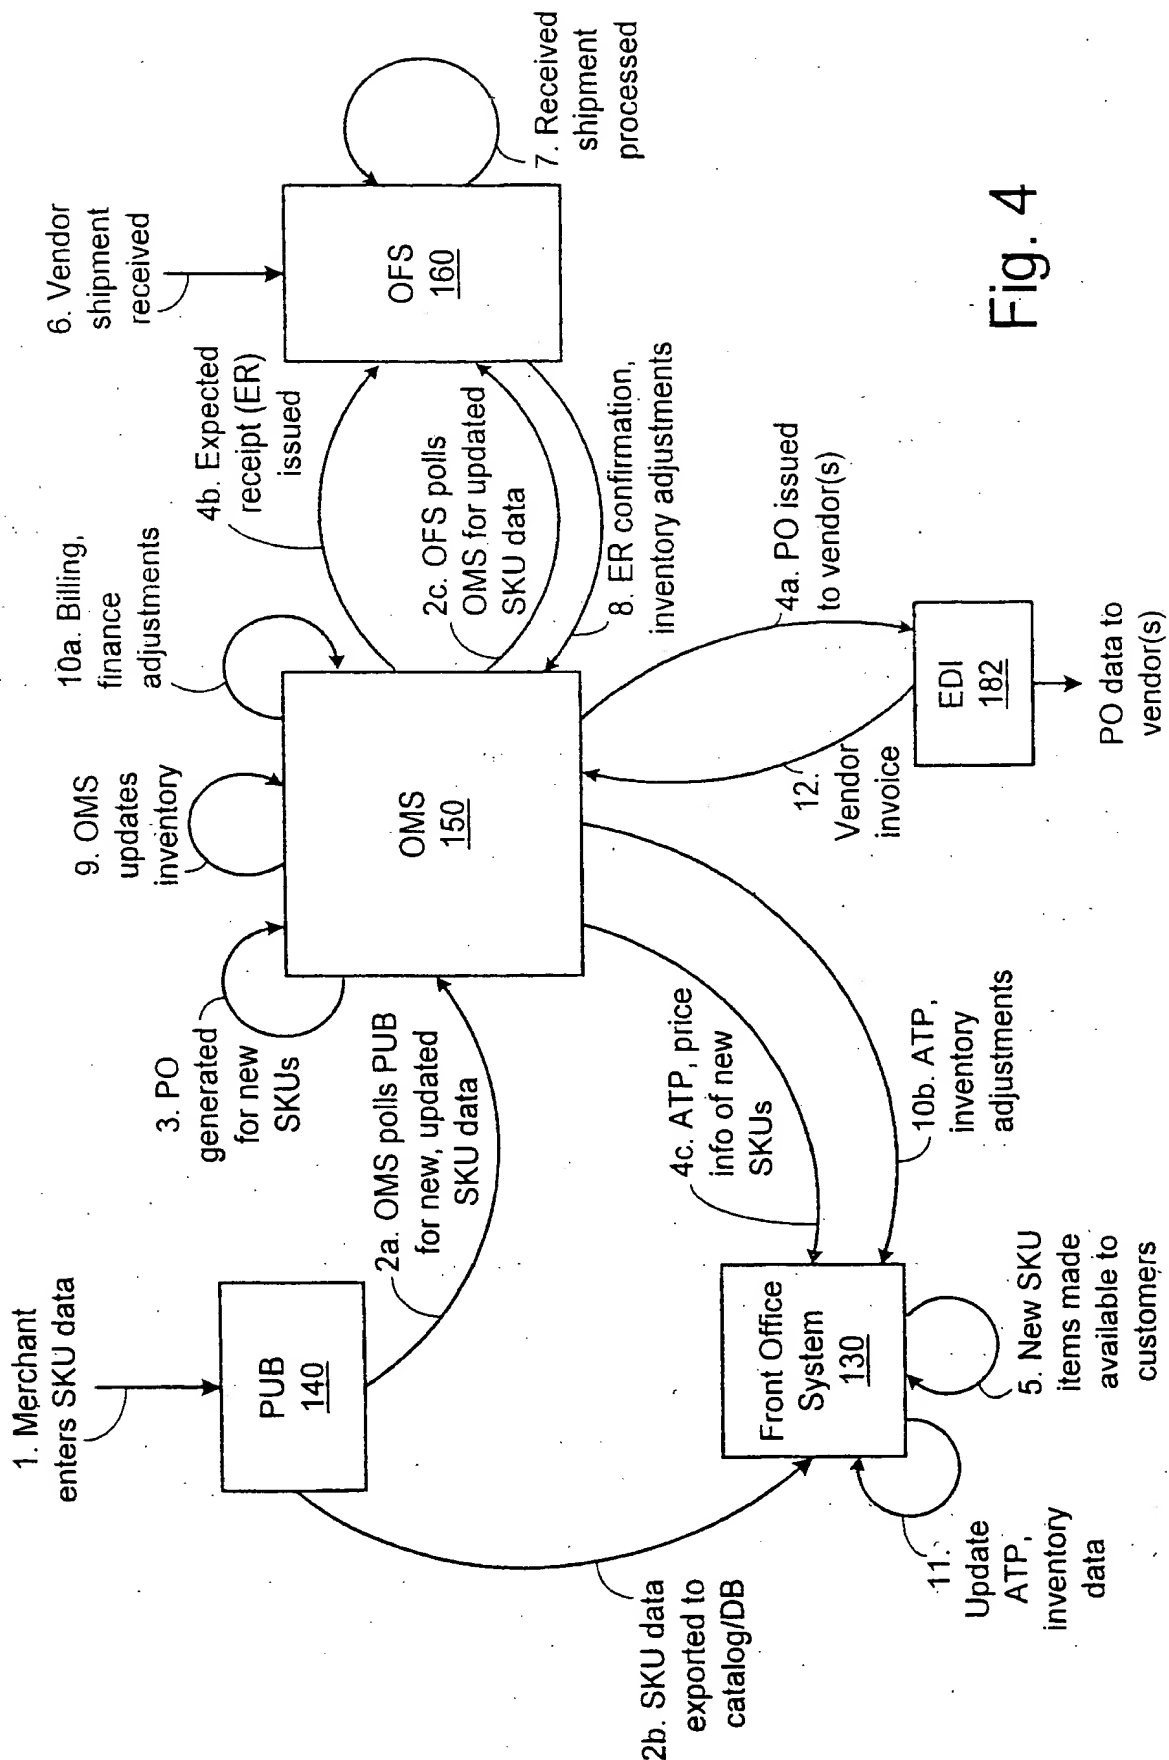 1. Merchant
enters SKU data
PUB
140
2a. OMS polls PUB
for new, updated
SKU data
2b. SKU data
exported to
catalog/DB
3. PO
generated
for new
SKUs
9. OMS
updates
inventory
10a. Billing,
finance
adjustments
OMS
150
4b. Expected
receipt (ER)
issued
2c. OFS polls
OMS for updated
SKU data
8. ER confirmation,
inventory adjustments
6. Vendor
shipment
received
OFS
160
7. Received
shipment
processed
4a. PO issued
to vendor(s)
12.
Vendor
invoice
EDI
182
PO data to
vendor(s)
4c. ATP, price
info of new
SKUs
10b. ATP,
inventory
adjustments
Front Office
System
130
5. New SKU
items made
available to
customers
11.
Update
ATP,
inventory
data
Fig. 4